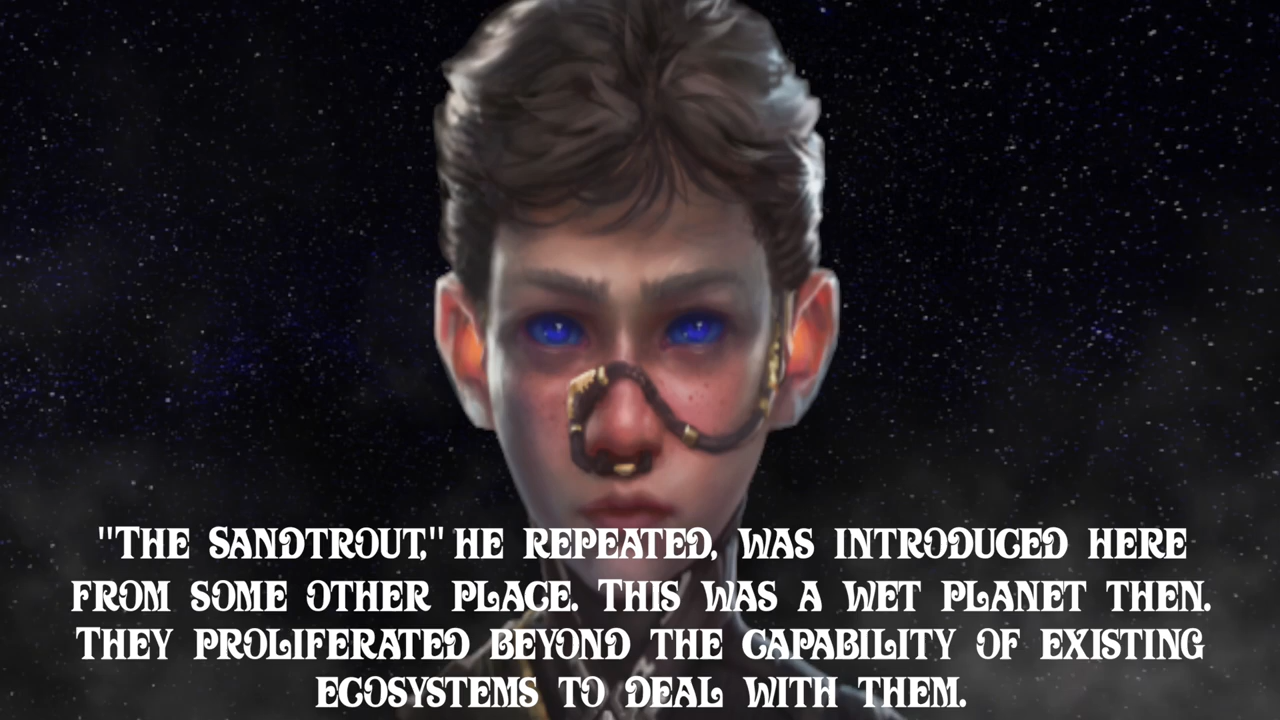 "The Sandtrout," he repeated, was introduced here
from some other place. This was a wet planet then.
They proliferated beyond the capability of existing
ecosystems to deal with them.